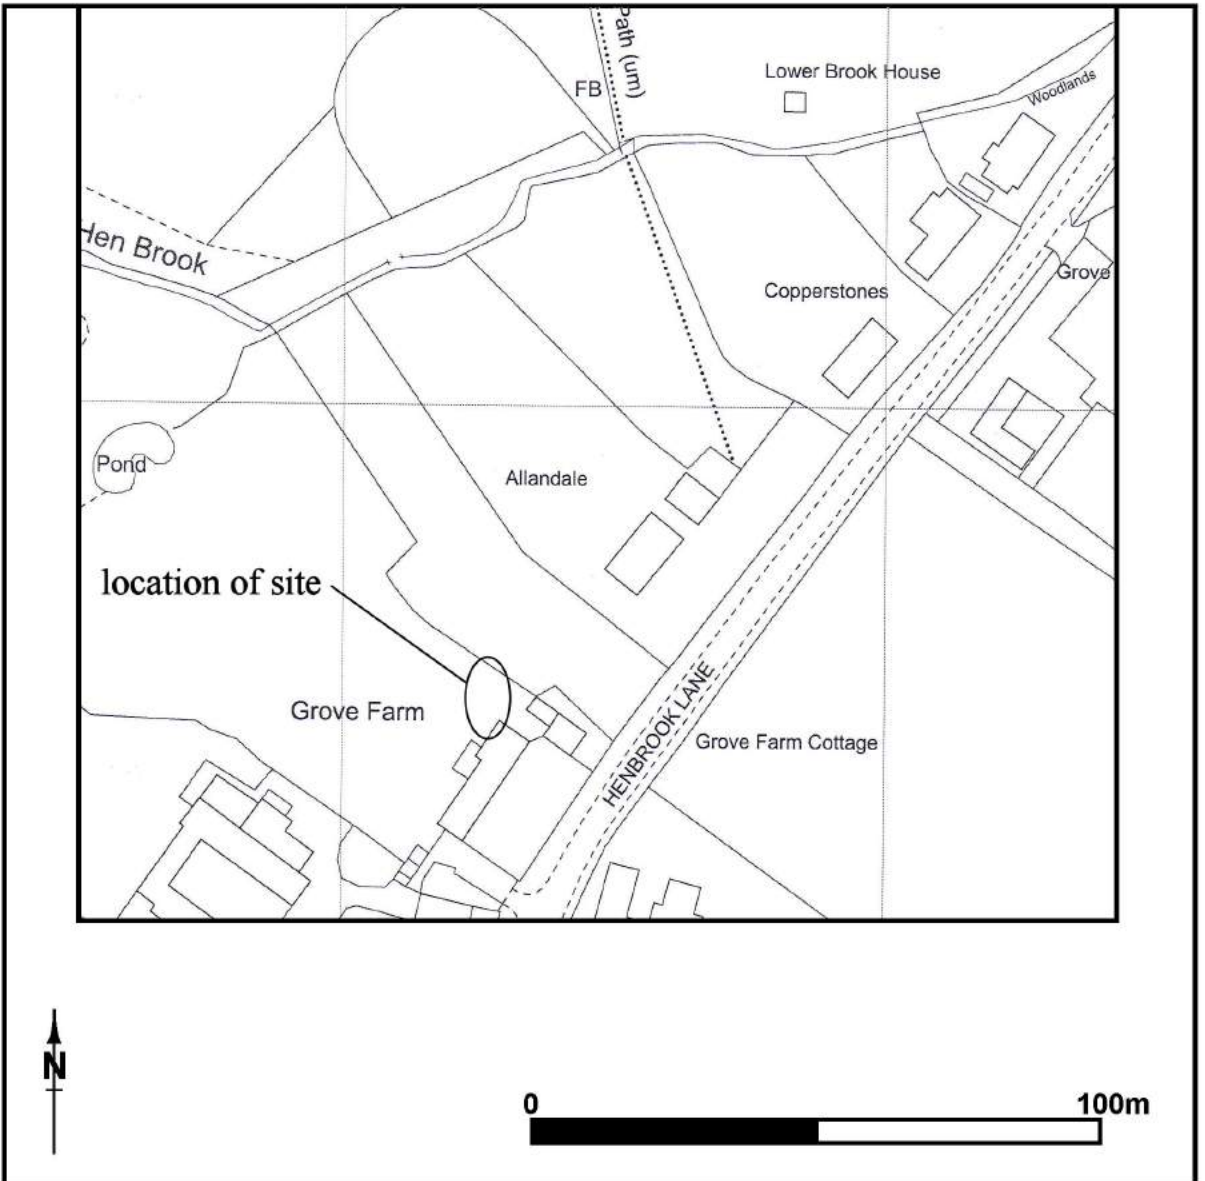 Path (um)
FB
Lower Brook House
Woodlands
Hen Brook
Grove
Copperstones
Pond
Allandale
location of site
Grove Farm
HENBROOK LANE
Grove Farm Cottage
N
0
100m